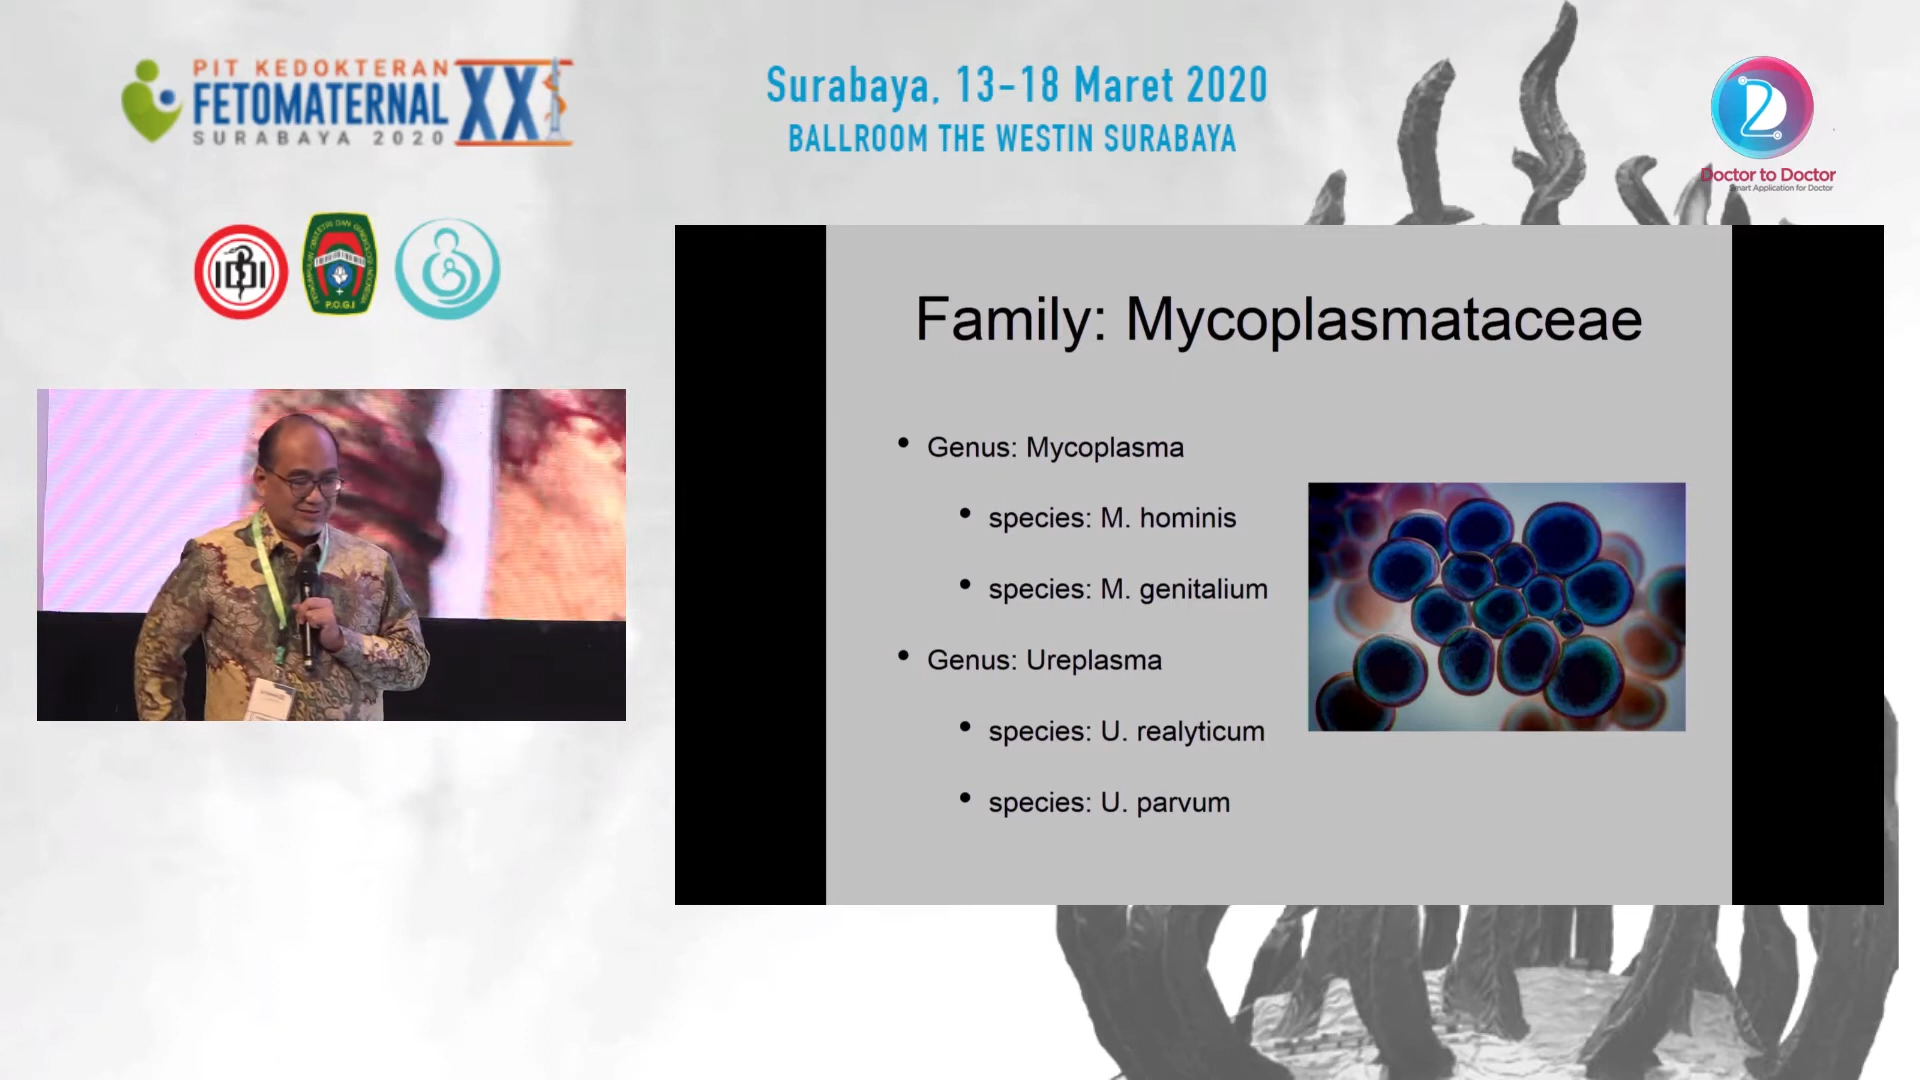 PIT KEDOKTERAN
FETOMATERNAL XXI
SURABAYA 2020
Surabaya, 13-18 Maret 2020
BALLROOM THE WESTIN SURABAYA
Doctor to Doctor
Smart Application for Doctor
IDI
P.O.G.I
Family: Mycoplasmataceae
• Genus: Mycoplasma
• species: M. hominis
• species: M. genitalium
• Genus: Ureplasma
• species: U. realyticum
• species: U. parvum